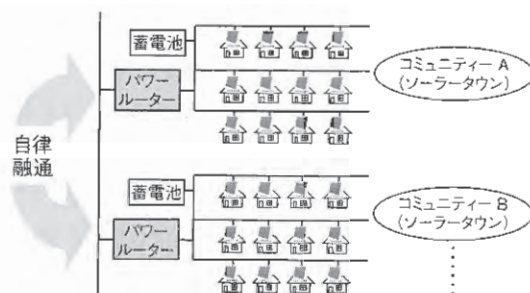 蓄電池
パワー
ルーター
コミュニティーA
(ソーラータウン)
自律
融通
蓄電池
パワー
ルーター
コミュニティーB
(ソーラータウン)